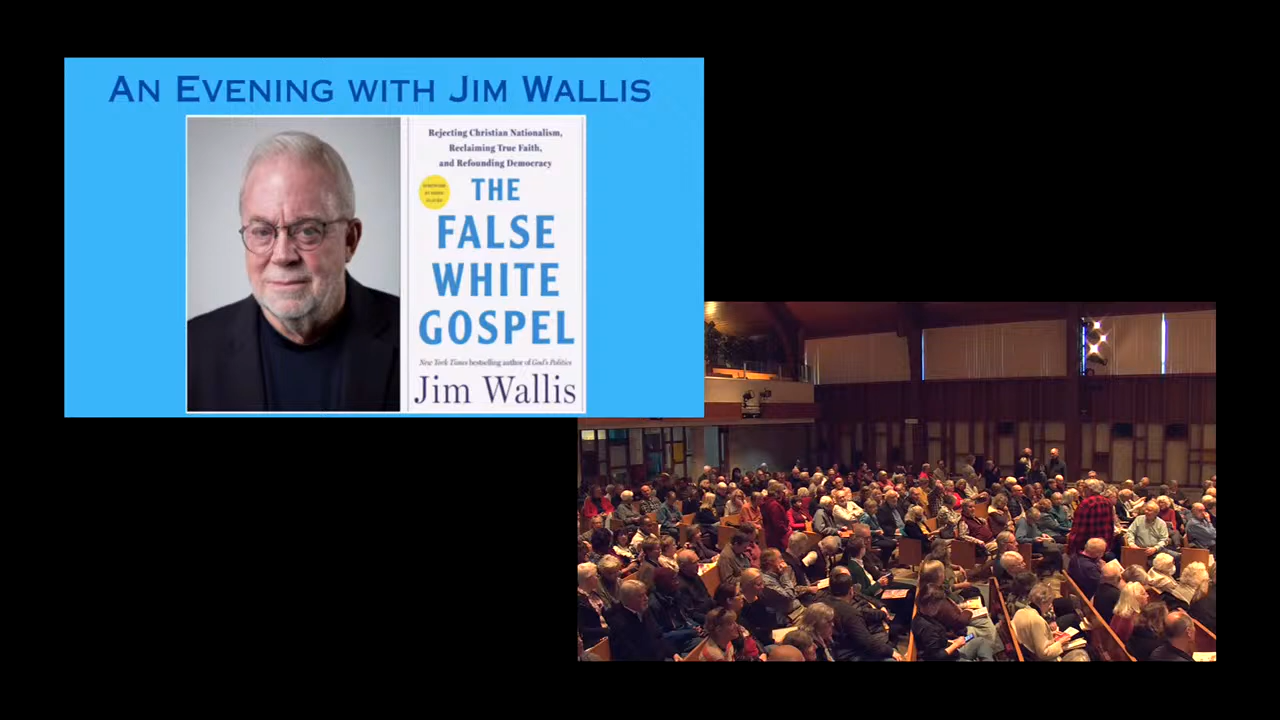 An Evening with Jim Wallis
Rejecting Christian Nationalism,
Reclaiming True Faith,
and Refounding Democracy
THE
FALSE
WHITE
GOSPEL
New York Times bestselling author of God's Politics
Jim Wallis